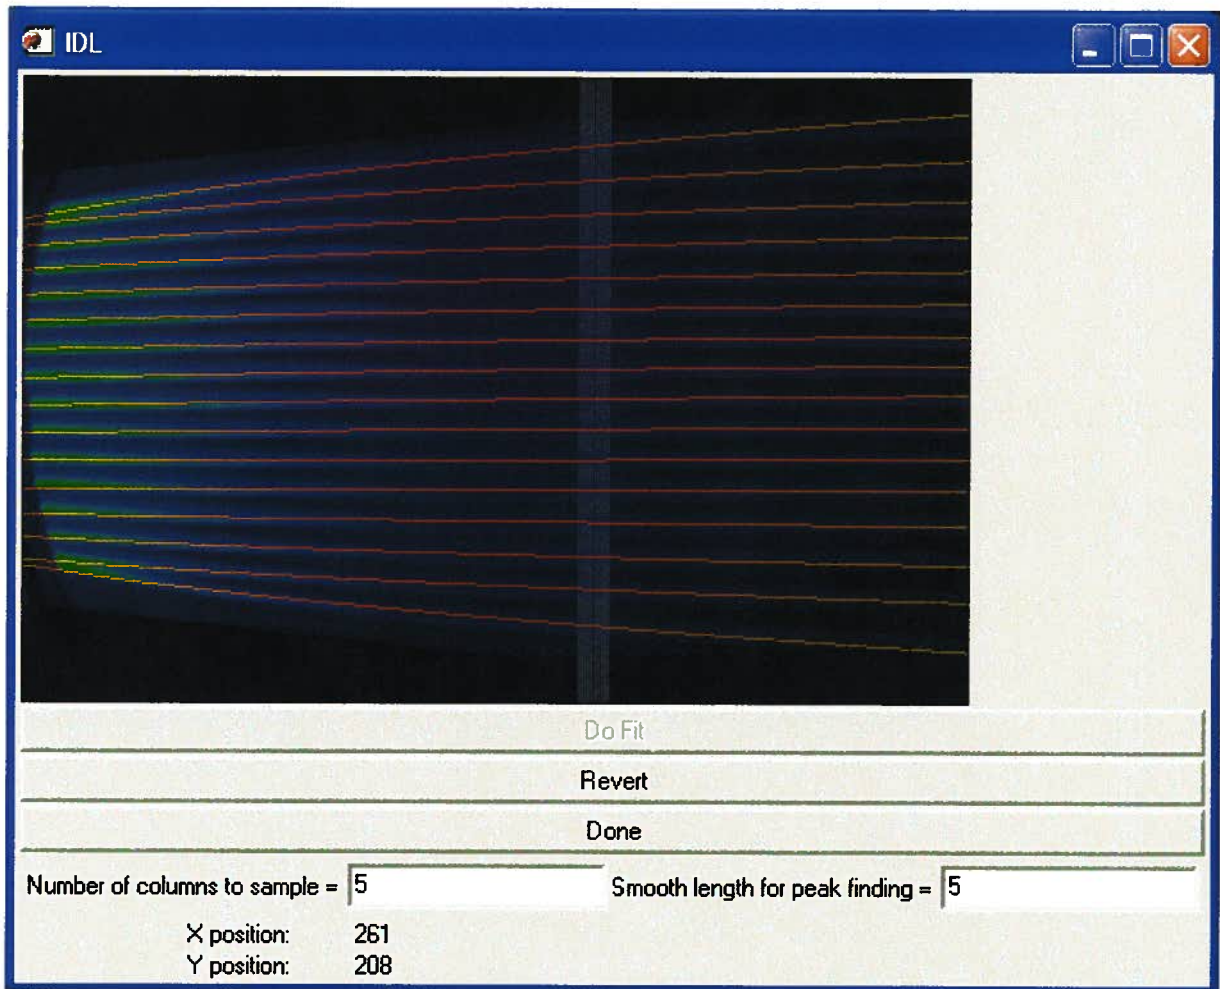 IDL
Do Fit
Revert
Done
Number of columns to sample = 5 Smooth length for peak finding = 5
X position: 261
Y position: 208